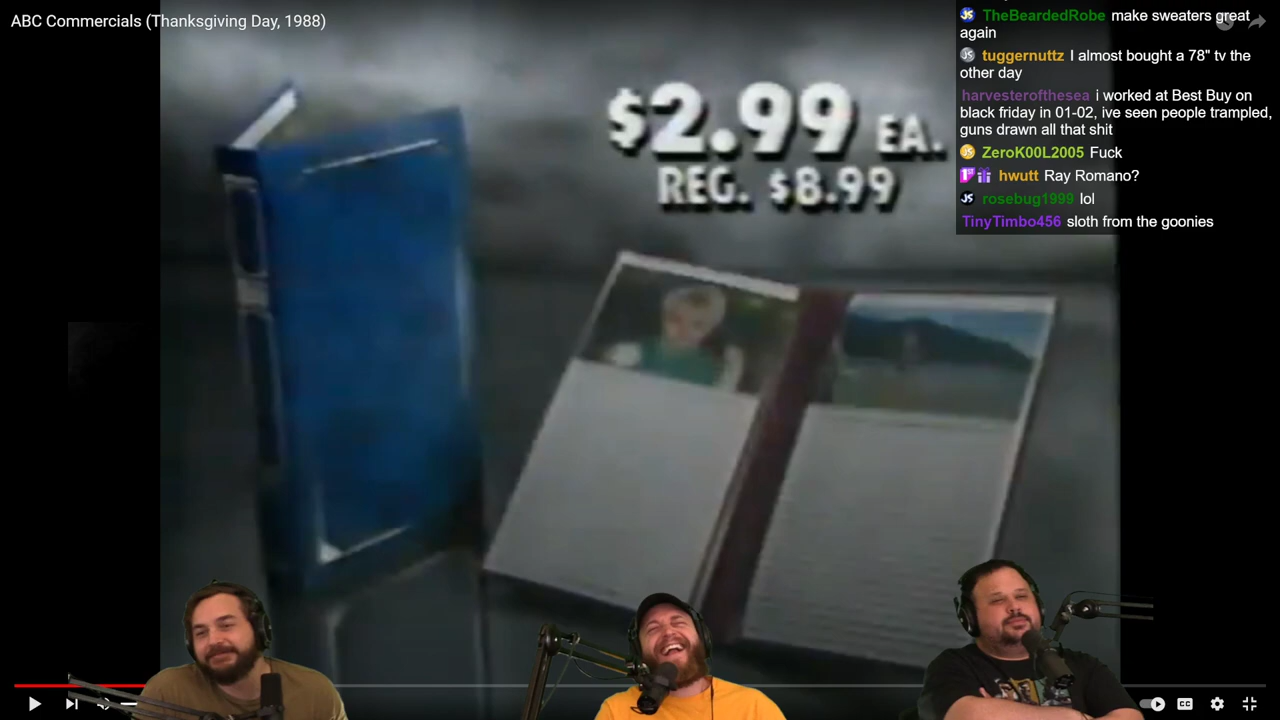 ABC Commercials (Thanksgiving Day, 1988)
$2.99 EA.
REG. $8.99
TheBeardedRobe make sweaters great
again
tuggernuttz I almost bought a 78" tv the
other day
harvesterofthesea i worked at Best Buy on
black friday in 01-02, ive seen people trampled,
guns drawn all that shit
ZeroK00L2005 Fuck
hwutt Ray Romano?
rosebug1999 lol
TinyTimbo456 sloth from the goonies